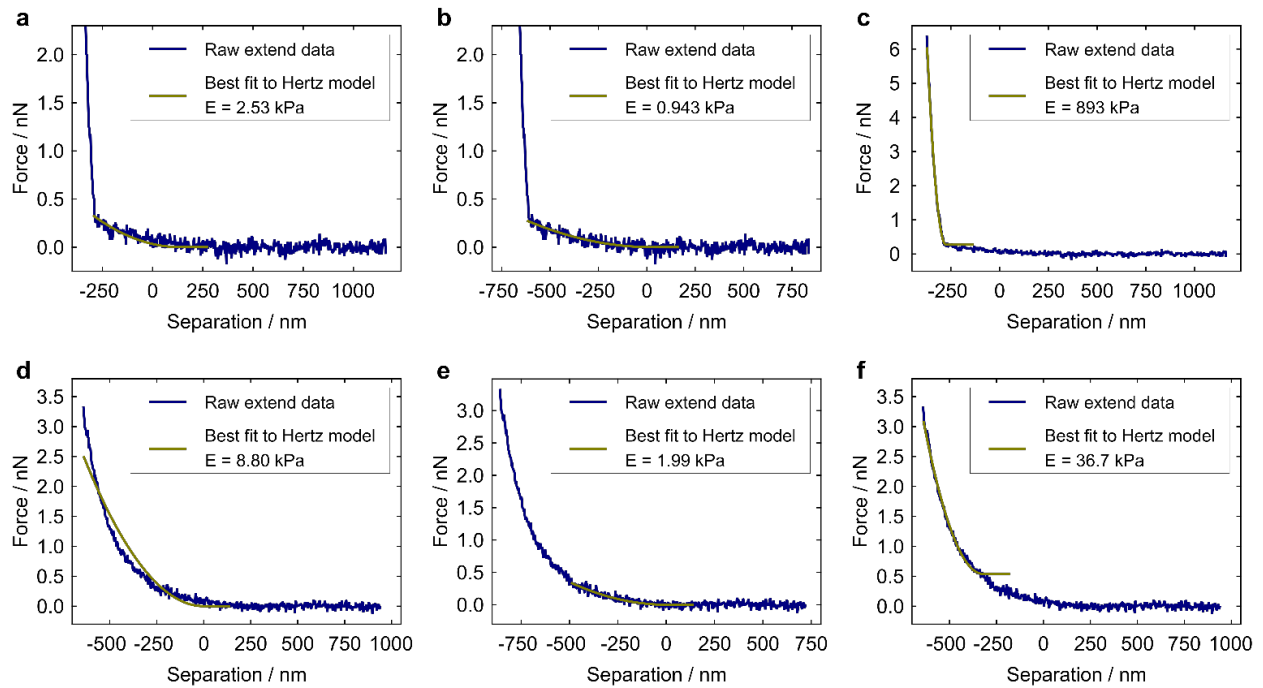 a
2.0
1.5
1.0
0.5
0.0
Force / nN
Raw extend data
Best fit to Hertz model
E = 2.53 kPa
-250 0 250 500 750 1000
Separation / nm
b
2.0
1.5
1.0
0.5
0.0
Force / nN
Raw extend data
Best fit to Hertz model
E = 0.943 kPa
-750 -500 -250 0 250 500 750
Separation / nm
c
6
5
4
3
2
1
0
Force / nN
Raw extend data
Best fit to Hertz model
E = 893 kPa
-250 0 250 500 750 1000
Separation / nm
d
3.5
3.0
2.5
2.0
1.5
1.0
0.5
0.0
Force / nN
Raw extend data
Best fit to Hertz model
E = 8.80 kPa
-500 -250 0 250 500 750 1000
Separation / nm
e
3.0
2.5
2.0
1.5
1.0
0.5
0.0
Force / nN
Raw extend data
Best fit to Hertz model
E = 1.99 kPa
-750 -500 -250 0 250 500 750
Separation / nm
f
3.5
3.0
2.5
2.0
1.5
1.0
0.5
0.0
Force / nN
Raw extend data
Best fit to Hertz model
E = 36.7 kPa
-500 -250 0 250 500 750 1000
Separation / nm